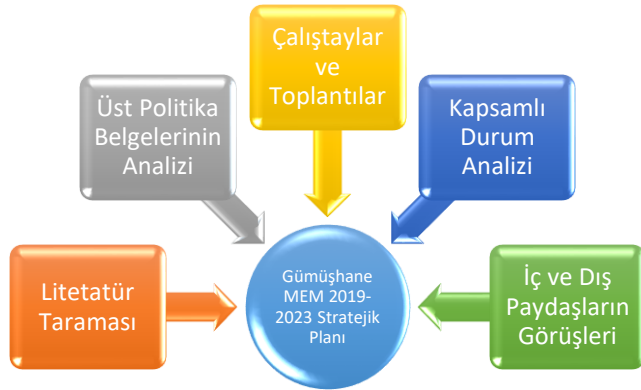 Çalıştaylar
ve
Toplantılar
Üst Politika
Belgelerinin
Analizi
Kapsamlı
Durum
Analizi
Litetatür
Taraması
Gümüşhane
MEM 2019-
2023 Stratejik
Planı
İç ve Dış
Paydaşların
Görüşleri